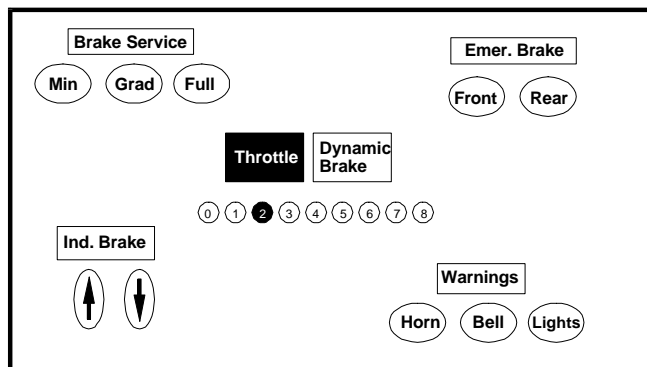 Brake Service
Min Grad Full
Emer. Brake
Front Rear
Throttle
Dynamic
Brake
0 1 2 3 4 5 6 7 8
Ind. Brake
Warnings
Horn Bell Lights